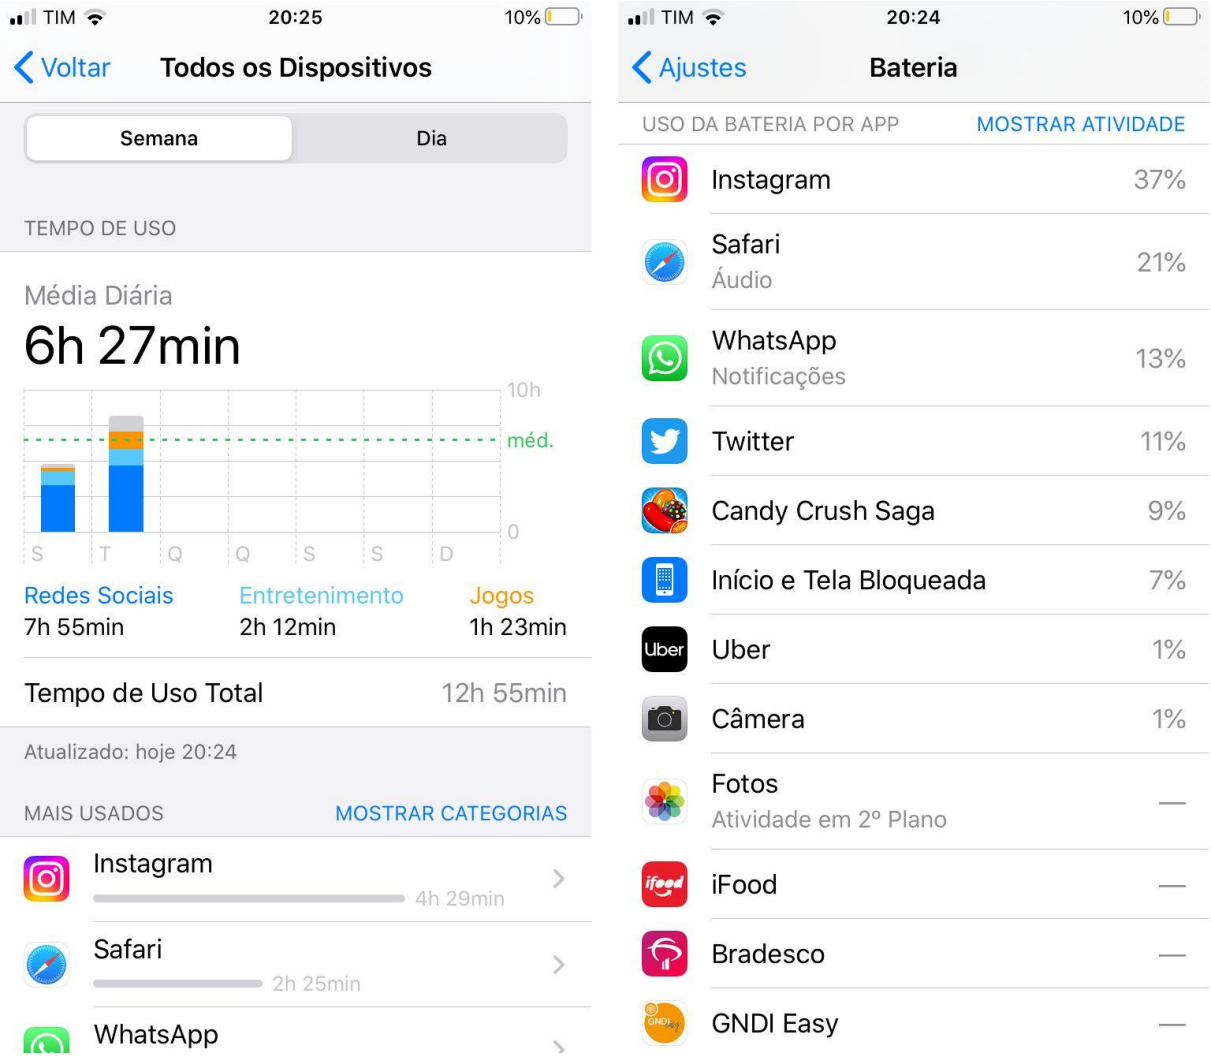 TIM
20:25
10%
Voltar
Todos os Dispositivos
Semana
Dia
TEMPO DE USO
Média Diária
6h 27min
10h
méd.
0
S T Q Q S S D
Redes Sociais
Entretenimento
Jogos
7h 55min
2h 12min
1h 23min
Tempo de Uso Total
12h 55min
Atualizado: hoje 20:24
MAIS USADOS
MOSTRAR CATEGORIAS
Instagram
4h 29min
Safari
2h 25min
WhatsApp
TIM
20:24
10%
Ajustes
Bateria
USO DA BATERIA POR APP
MOSTRAR ATIVIDADE
Instagram
37%
Safari
Áudio
21%
WhatsApp
Notificações
13%
Twitter
11%
Candy Crush Saga
9%
Início e Tela Bloqueada
7%
Uber
Uber
1%
Câmera
1%
Fotos
Atividade em 2º Plano
—
ifood
iFood
—
Bradesco
—
GNDI easy
GNDI Easy
—